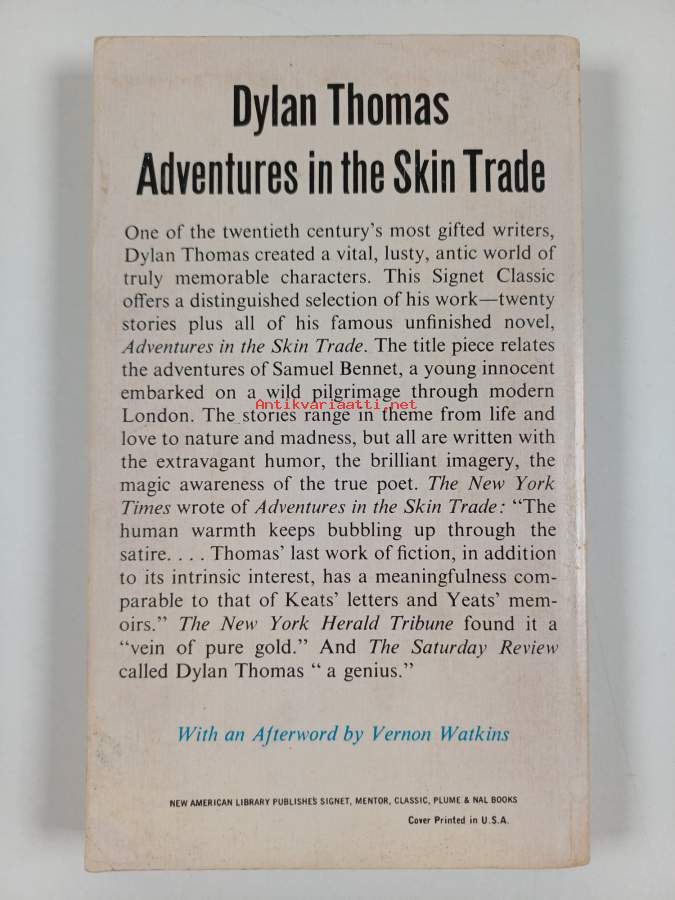 Dylan Thomas
Adventures in the Skin Trade
One of the twentieth century's most gifted writers,
Dylan Thomas created a vital, lusty, antic world of
truly memorable characters. This Signet Classic
offers a distinguished selection of his work—twenty
stories plus all of his famous unfinished novel,
Adventures in the Skin Trade. The title piece relates
the adventures of Samuel Bennet, a young innocent
embarked on a wild pilgrimage through modern
Antikvariaatti.net
London. The stories range in theme from life and
love to nature and madness, but all are written with
the extravagant humor, the brilliant imagery, the
magic awareness of the true poet. The New York
Times wrote of Adventures in the Skin Trade: "The
human warmth keeps bubbling up through the
satire. . . . Thomas' last work of fiction, in addition
to its intrinsic interest, has a meaningfulness com-
parable to that of Keats' letters and Yeats' mem-
oirs." The New York Herald Tribune found it a
"vein of pure gold." And The Saturday Review
called Dylan Thomas " a genius."
With an Afterword by Vernon Watkins
NEW AMERICAN LIBRARY PUBLISHES SIGNET, MENTOR, CLASSIC, PLUME & NAL BOOKS
Cover Printed in U.S.A.